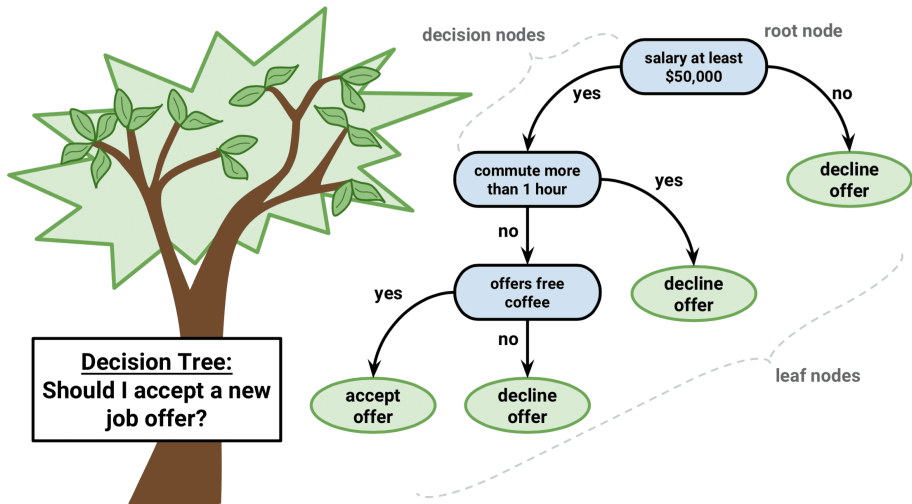 decision nodes
root node
salary at least
$50,000
yes
no
commute more
than 1 hour
yes
decline
offer
no
offers free
coffee
decline
offer
yes
no
Decision Tree:
Should I accept a new
job offer?
accept
offer
decline
offer
leaf nodes